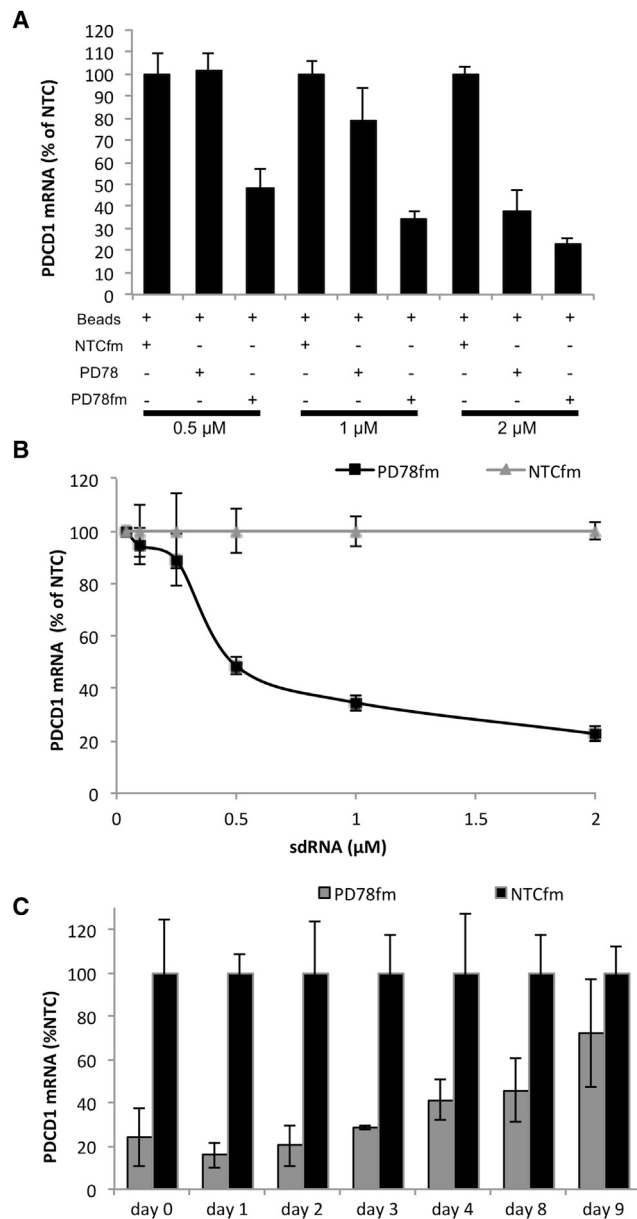 A
PDCD1 mRNA (% of NTC)
120
110
100
90
80
70
60
50
40
30
20
10
0
Beads + + + + + + + + +
NTCfm + - - + - - + - -
PD78 - + - - + - - + -
PD78fm - - + - - + - - +
0.5 µM 1 µM 2 µM
B
PD78fm NTCfm
PDCD1 mRNA (% of NTC)
120
100
80
60
40
20
0
0 0.5 1 1.5 2
sdRNA (µM)
C
PD78fm NTCfm
PDCD1 mRNA (%NTC)
120
100
80
60
40
20
0
day 0 day 1 day 2 day 3 day 4 day 8 day 9